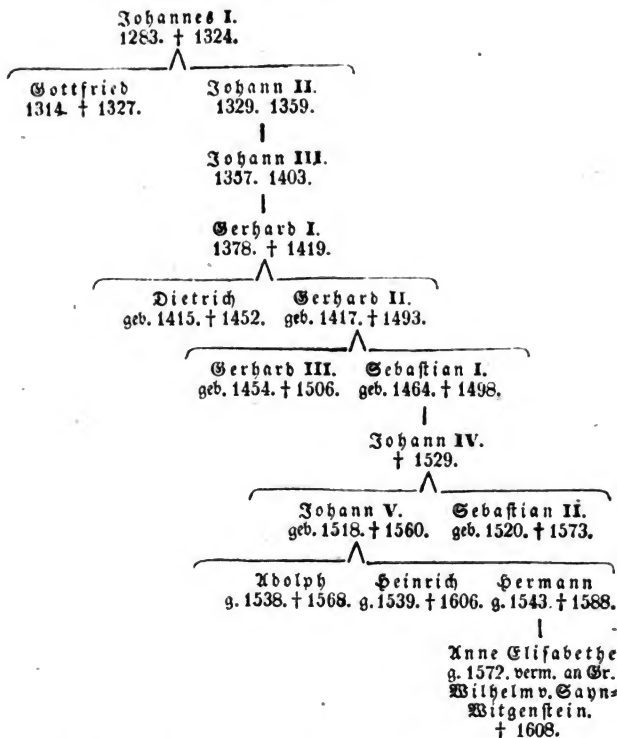 Johannes I.
1283. † 1324.
Gottfried Johann II.
1314. † 1327. 1329. 1359.
Johann III.
1357. 1403.
Gerhard I.
1378. † 1419.
Dietrich Gerhard II.
geb. 1415. † 1452. geb. 1417. † 1493.
Gerhard III. Sebastian I.
geb. 1454. † 1506. geb. 1464. † 1498.
Johann IV.
† 1529.
Johann V. Sebastian II.
geb. 1518. † 1560. geb. 1520. † 1573.
Adolph Heinrich Hermann
g. 1538. † 1568. g. 1539. † 1606. g. 1543. † 1588.
Anne Elisabethe
g. 1572. verm. an Gr.
Wilhelm v. Sayn-
Witgenstein.
† 1608.